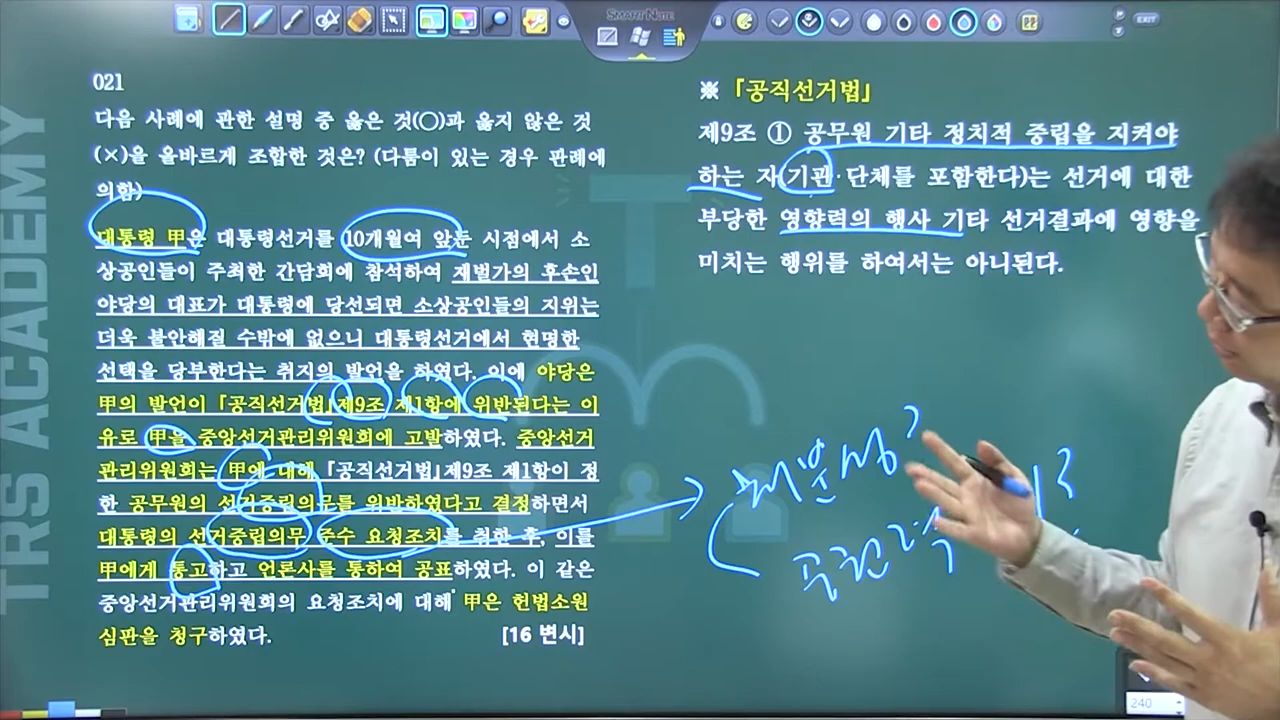 SMART NOTE
EXIT
TRS ACADEMY
021
다음 사례에 관한 설명 중 옳은 것(○)과 옳지 않은 것
(×)을 올바르게 조합한 것은? (다툼이 있는 경우 판례에
의함)
대통령 甲은 대통령선거를 10개월여 앞둔 시점에서 소
상공인들이 주최한 간담회에 참석하여 재벌가의 후손인
야당의 대표가 대통령에 당선되면 소상공인들의 지위는
더욱 불안해질 수밖에 없으니 대통령선거에서 현명한
선택을 당부한다는 취지의 발언을 하였다. 이에 야당은
甲의 발언이 「공직선거법」제9조 제1항에 위반된다는 이
유로 甲을 중앙선거관리위원회에 고발하였다. 중앙선거
관리위원회는 甲에 대해 「공직선거법」제9조 제1항이 정
한 공무원의 선거중립의무를 위반하였다고 결정하면서
대통령의 선거중립의무 준수 요청조치를 취한 후, 이를
甲에게 통고하고 언론사를 통하여 공표하였다. 이 같은
중앙선거관리위원회의 요청조치에 대해 甲은 헌법소원
심판을 청구하였다. [16 변시]
※ 「공직선거법」
제9조 ① 공무원 기타 정치적 중립을 지켜야
하는 자(기관·단체를 포함한다)는 선거에 대한
부당한 영향력의 행사 기타 선거결과에 영향을
미치는 행위를 하여서는 아니된다.
240